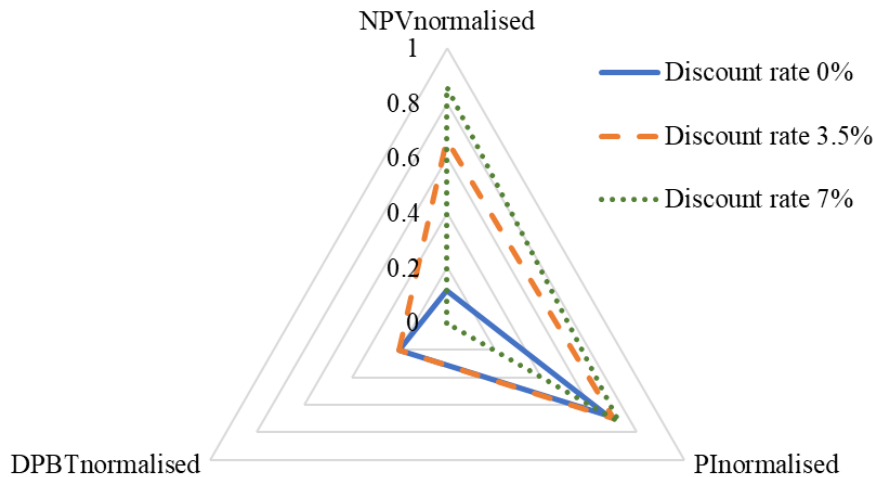 NPVnormalised
1
0.8
0.6
0.4
0.2
0
Discount rate 0%
Discount rate 3.5%
Discount rate 7%
DPBTnormalised
PInormalised